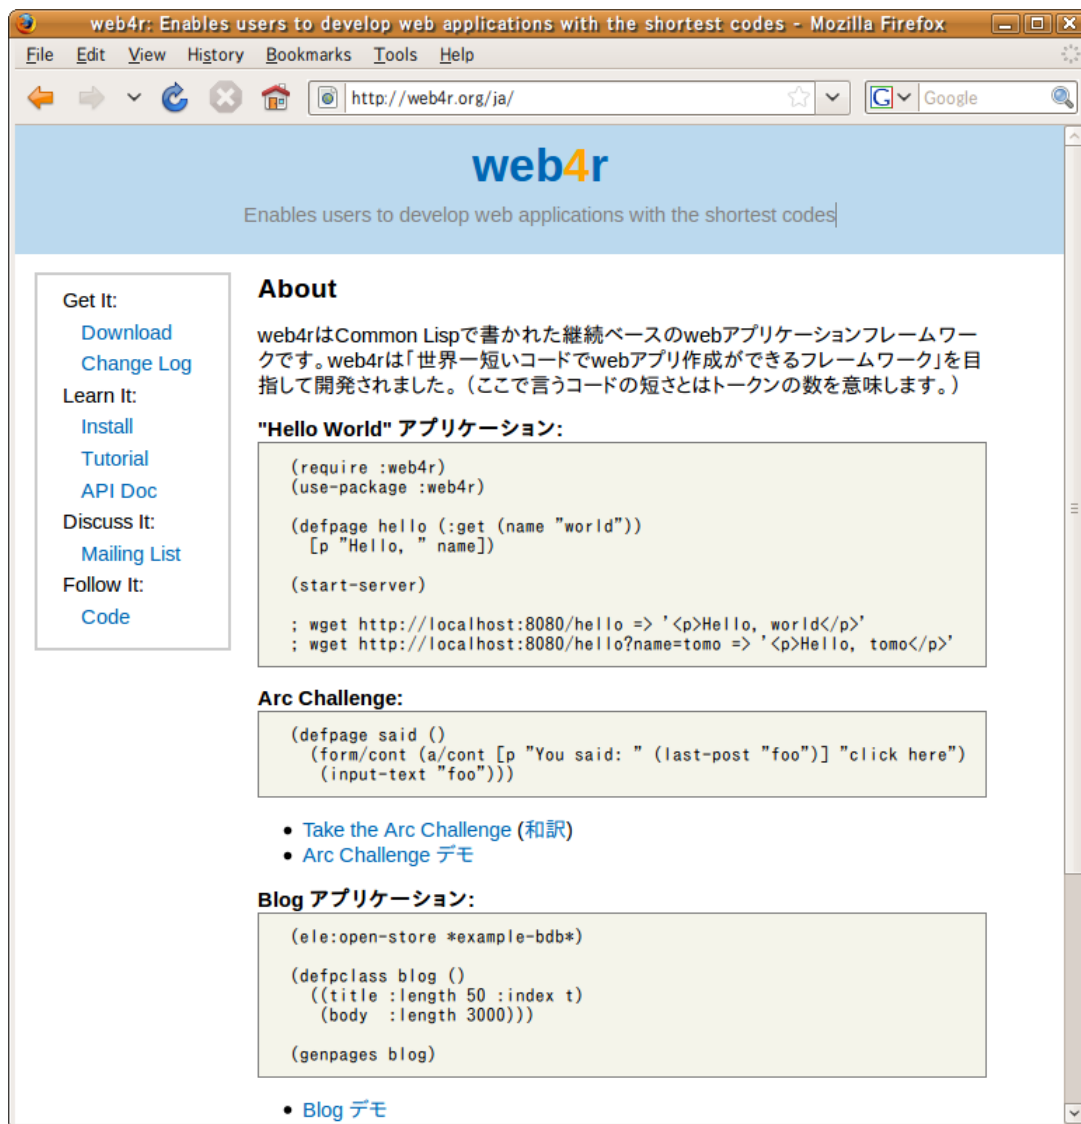 web4r: Enables users to develop web applications with the shortest codes - Mozilla Firefox
File Edit View History Bookmarks Tools Help
http://web4r.org/ja/ G Google
web4r
Enables users to develop web applications with the shortest codes
Get It:
Download
Change Log
Learn It:
Install
Tutorial
API Doc
Discuss It:
Mailing List
Follow It:
Code
About
web4rはCommon Lispで書かれた継続ベースのwebアプリケーションフレームワー
クです。web4rは「世界一短いコードでwebアプリ作成ができるフレームワーク」を目
指して開発されました。（ここで言うコードの短さとはトークンの数を意味します。）
"Hello World" アプリケーション:
(require :web4r)
(use-package :web4r)
(defpage hello (:get (name "world"))
[p "Hello, " name])
(start-server)
; wget http://localhost:8080/hello => '<p>Hello, world</p>'
; wget http://localhost:8080/hello?name=tomo => '<p>Hello, tomo</p>'
Arc Challenge:
(defpage said ()
(form/cont (a/cont [p "You said: " (last-post "foo")] "click here")
(input-text "foo")))
• Take the Arc Challenge (和訳)
• Arc Challenge デモ
Blog アプリケーション:
(ele:open-store *example-bdb*)
(defpclass blog ()
((title :length 50 :index t)
(body :length 3000)))
(genpages blog)
• Blog デモ